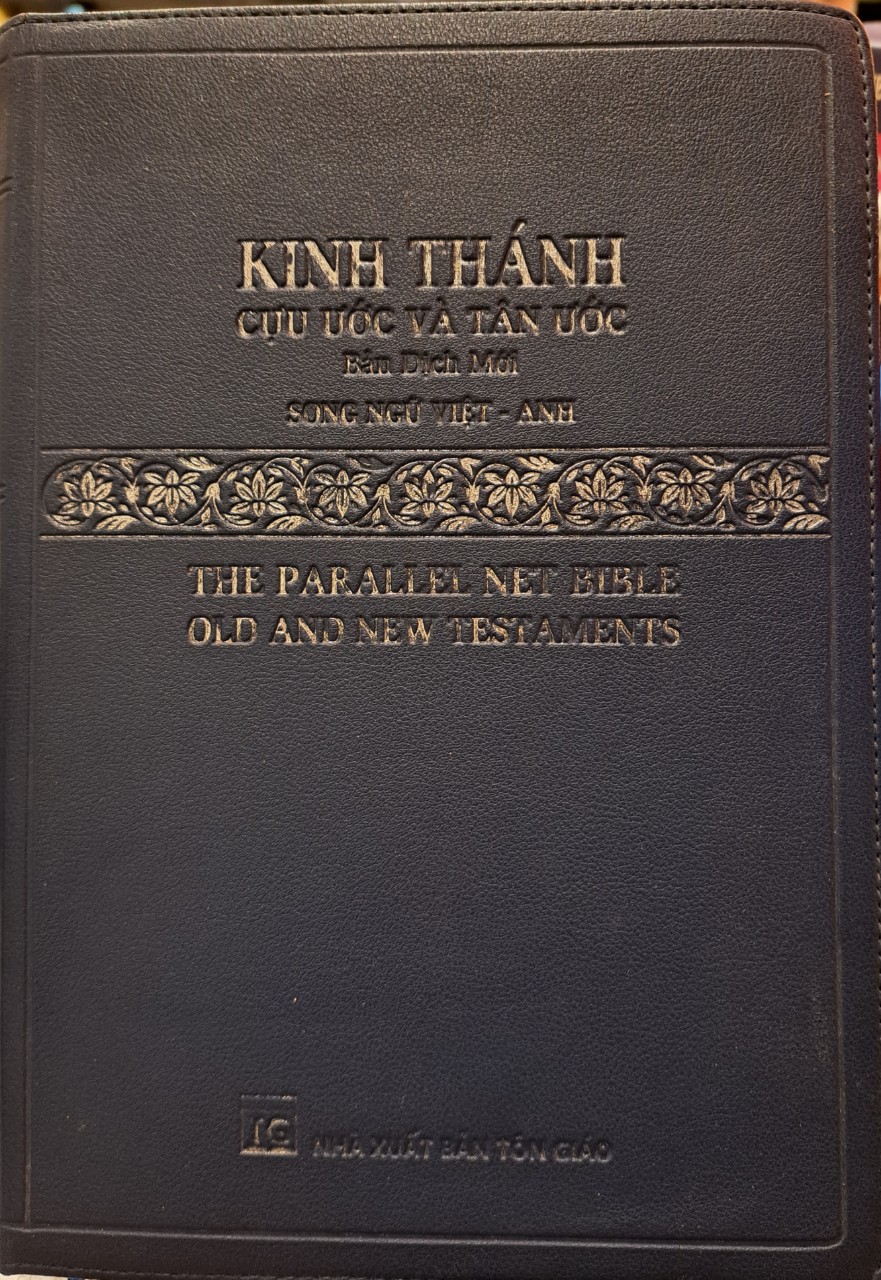 KINH THÁNH
CỰU ƯỚC VÀ TÂN ƯỚC
Bản Dịch Mới
SONG NGỮ VIỆT - ANH
THE PARALLEL NET BIBLE
OLD AND NEW TESTAMENTS
NHÀ XUẤT BẢN TÔN GIÁO